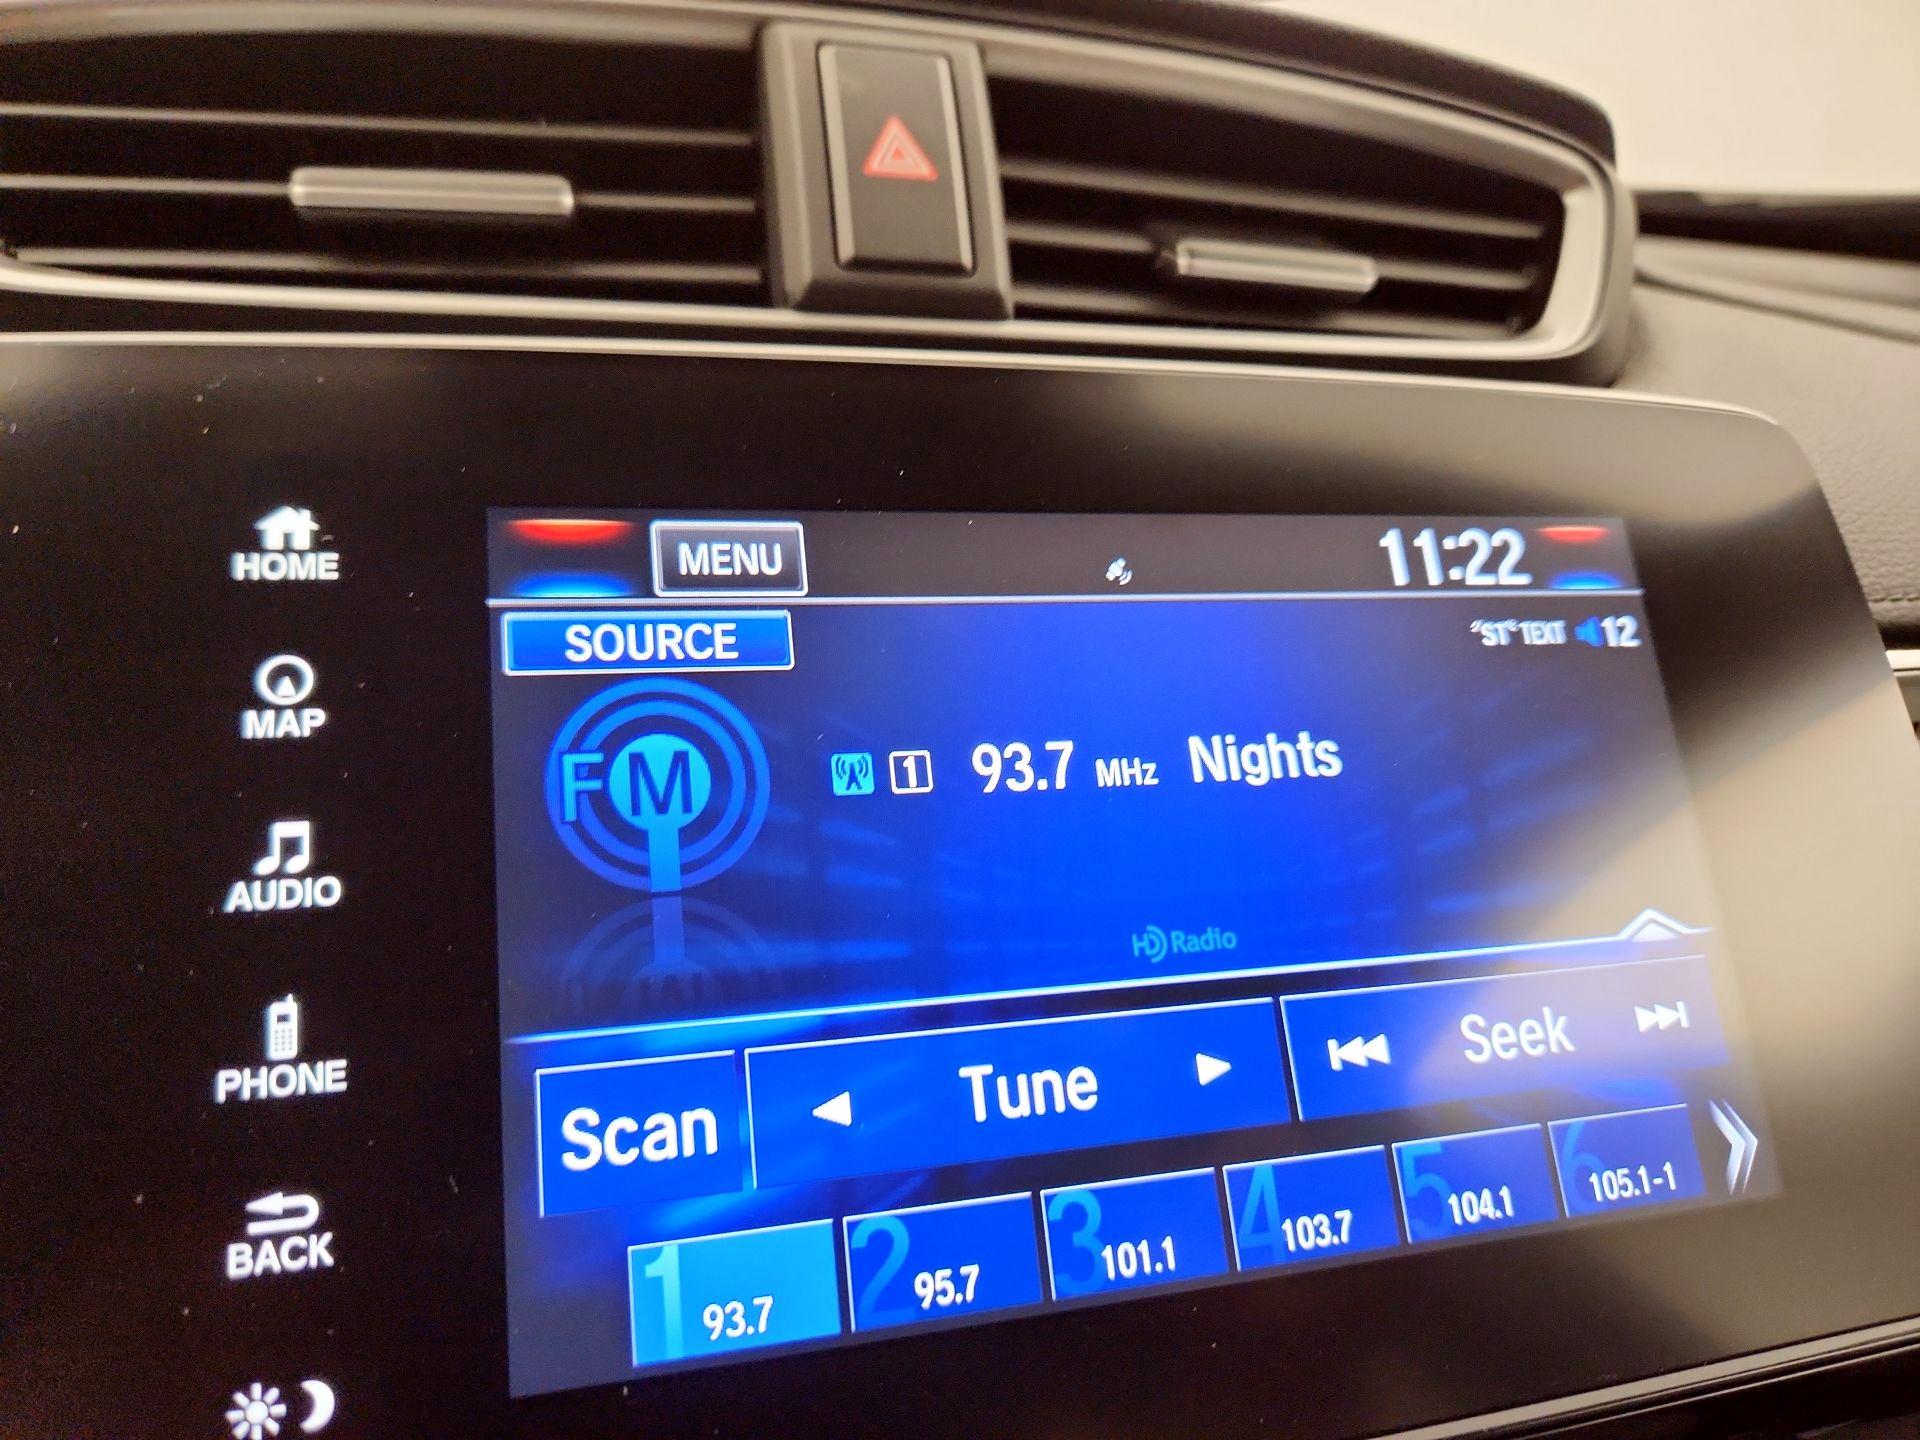 HOME
MAP
AUDIO
PHONE
BACK
MENU
11:22
SOURCE
"ST" TEXT 12
FM
1 93.7 MHz Nights
HD Radio
Scan
Tune
Seek
1 93.7
2 95.7
3 101.1
4 103.7
5 104.1
6 105.1-1